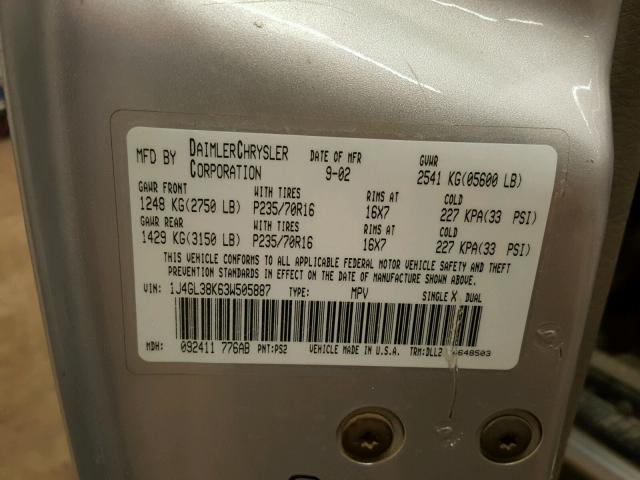 MFD BY DAIMLERCHRYSLER CORPORATION DATE OF MFR 9-02 GVWR 2541 KG(05600 LB)
GAWR FRONT WITH TIRES RIMS AT COLD
1248 KG(2750 LB) P235/70R16 16X7 227 KPA(33 PSI)
GAWR REAR WITH TIRES RIMS AT COLD
1429 KG(3150 LB) P235/70R16 16X7 227 KPA(33 PSI)
THIS VEHICLE CONFORMS TO ALL APPLICABLE FEDERAL MOTOR VEHICLE SAFETY AND THEFT
PREVENTION STANDARDS IN EFFECT ON THE DATE OF MANUFACTURE SHOWN ABOVE.
VIN: 1J4GL38K63W505887 TYPE: MPV SINGLE X DUAL
MDH: 092411 776AB PNT:PS2 VEHICLE MADE IN U.S.A. TRM:DLL2